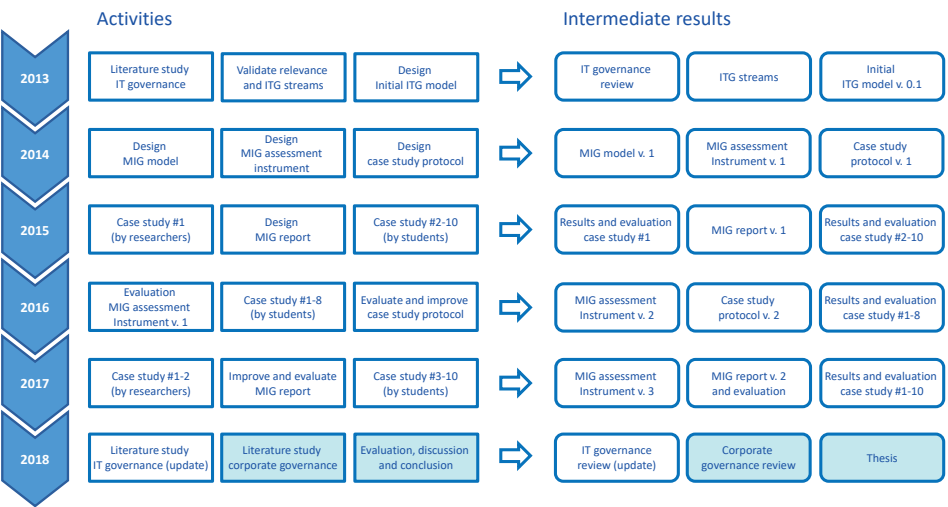 Activities
Intermediate results
2013
Literature study
IT governance
Validate relevance
and ITG streams
Design
Initial ITG model
IT governance
review
ITG streams
Initial
ITG model v. 0.1
2014
Design
MIG model
Design
MIG assessment
instrument
Design
case study protocol
MIG model v. 1
MIG assessment
Instrument v. 1
Case study
protocol v. 1
2015
Case study #1
(by researchers)
Design
MIG report
Case study #2-10
(by students)
Results and evaluation
case study #1
MIG report v. 1
Results and evaluation
case study #2-10
2016
Evaluation
MIG assessment
Instrument v. 1
Case study #1-8
(by students)
Evaluate and improve
case study protocol
MIG assessment
Instrument v. 2
Case study
protocol v. 2
Results and evaluation
case study #1-8
2017
Case study #1-2
(by researchers)
Improve and evaluate
MIG report
Case study #3-10
(by students)
MIG assessment
Instrument v. 3
MIG report v. 2
and evaluation
Results and evaluation
case study #1-10
2018
Literature study
IT governance (update)
Literature study
corporate governance
Evaluation, discussion
and conclusion
IT governance
review (update)
Corporate
governance review
Thesis